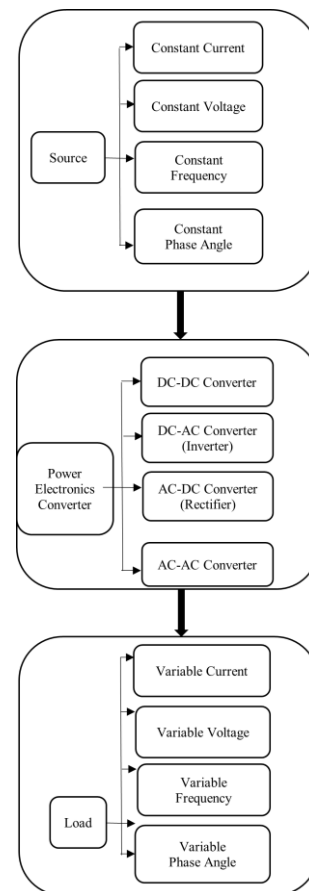 Constant Current
Constant Voltage
Source
Constant
Frequency
Constant
Phase Angle
DC-DC Converter
DC-AC Converter
(Inverter)
Power
Electronics
Converter
AC-DC Converter
(Rectifier)
AC-AC Converter
Variable Current
Variable Voltage
Variable
Frequency
Load
Variable
Phase Angle